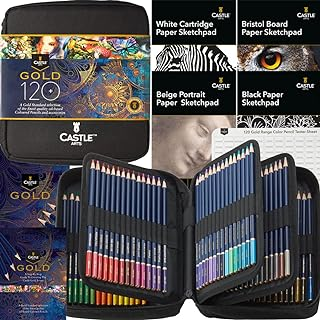 CASTLE
ARTS
GOLD
120
A Gold Standard selection
of the finest quality oil-based
Coloured Pencils and accessories
CASTLE
ARTS
CASTLE
White Cartridge
Paper Sketchpad
CASTLE
Bristol Board
Paper Sketchpad
CASTLE
Beige Portrait
Paper Sketchpad
CASTLE
Black Paper
Sketchpad
120 Gold Range Color Pencil Tester Sheet
CASTLE
GOLD
CASTLE
GOLD